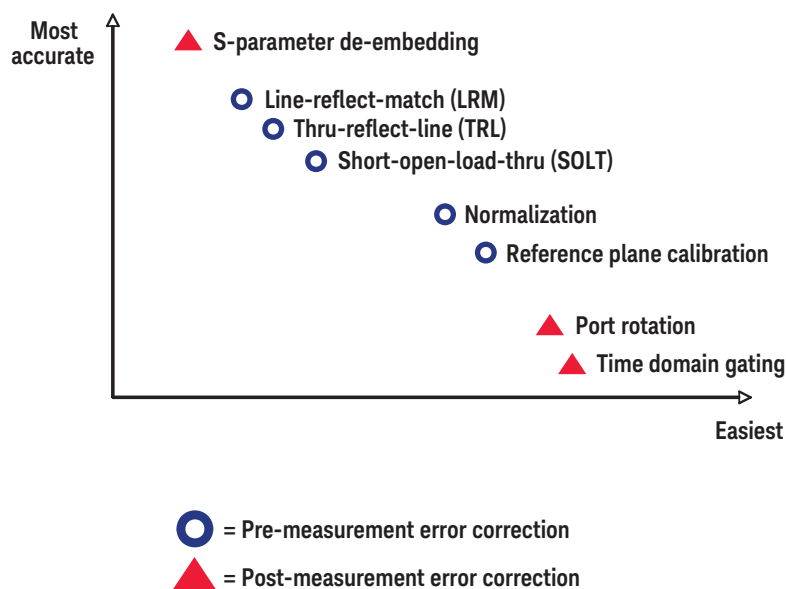 Most
accurate
S-parameter de-embedding
Line-reflect-match (LRM)
Thru-reflect-line (TRL)
Short-open-load-thru (SOLT)
Normalization
Reference plane calibration
Port rotation
Time domain gating
Easiest
= Pre-measurement error correction
= Post-measurement error correction